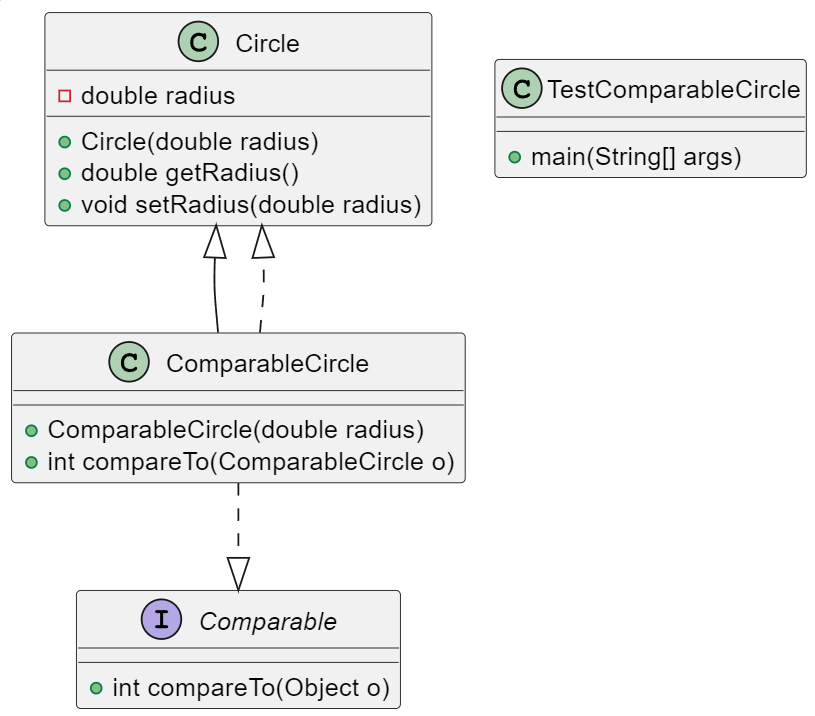 C Circle
double radius
Circle(double radius)
double getRadius()
void setRadius(double radius)
C TestComparableCircle
main(String[] args)
C ComparableCircle
ComparableCircle(double radius)
int compareTo(ComparableCircle o)
I Comparable
int compareTo(Object o)